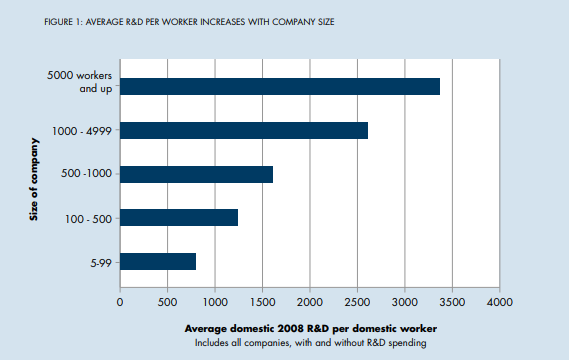 FIGURE 1: AVERAGE R&D PER WORKER INCREASES WITH COMPANY SIZE
Size of company
5000 workers
and up
1000 - 4999
500 -1000
100 - 500
5-99
0 500 1000 1500 2000 2500 3000 3500 4000
Average domestic 2008 R&D per domestic worker
Includes all companies, with and without R&D spending